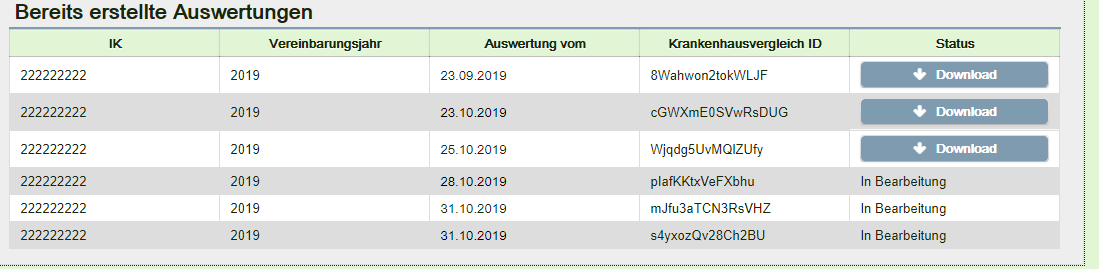 Bereits erstellte Auswertungen
IK Vereinbarungsjahr Auswertung vom Krankenhausvergleich ID Status
222222222 2019 23.09.2019 8Wahwon2tokWLJF Download
222222222 2019 23.10.2019 cGWXmE0SVwRsDUG Download
222222222 2019 25.10.2019 Wjqdg5UvMQIZUfy Download
222222222 2019 28.10.2019 pIafKKtxVeFXbhu In Bearbeitung
222222222 2019 31.10.2019 mJfu3aTCN3RsVHZ In Bearbeitung
222222222 2019 31.10.2019 s4yxozQv28Ch2BU In Bearbeitung